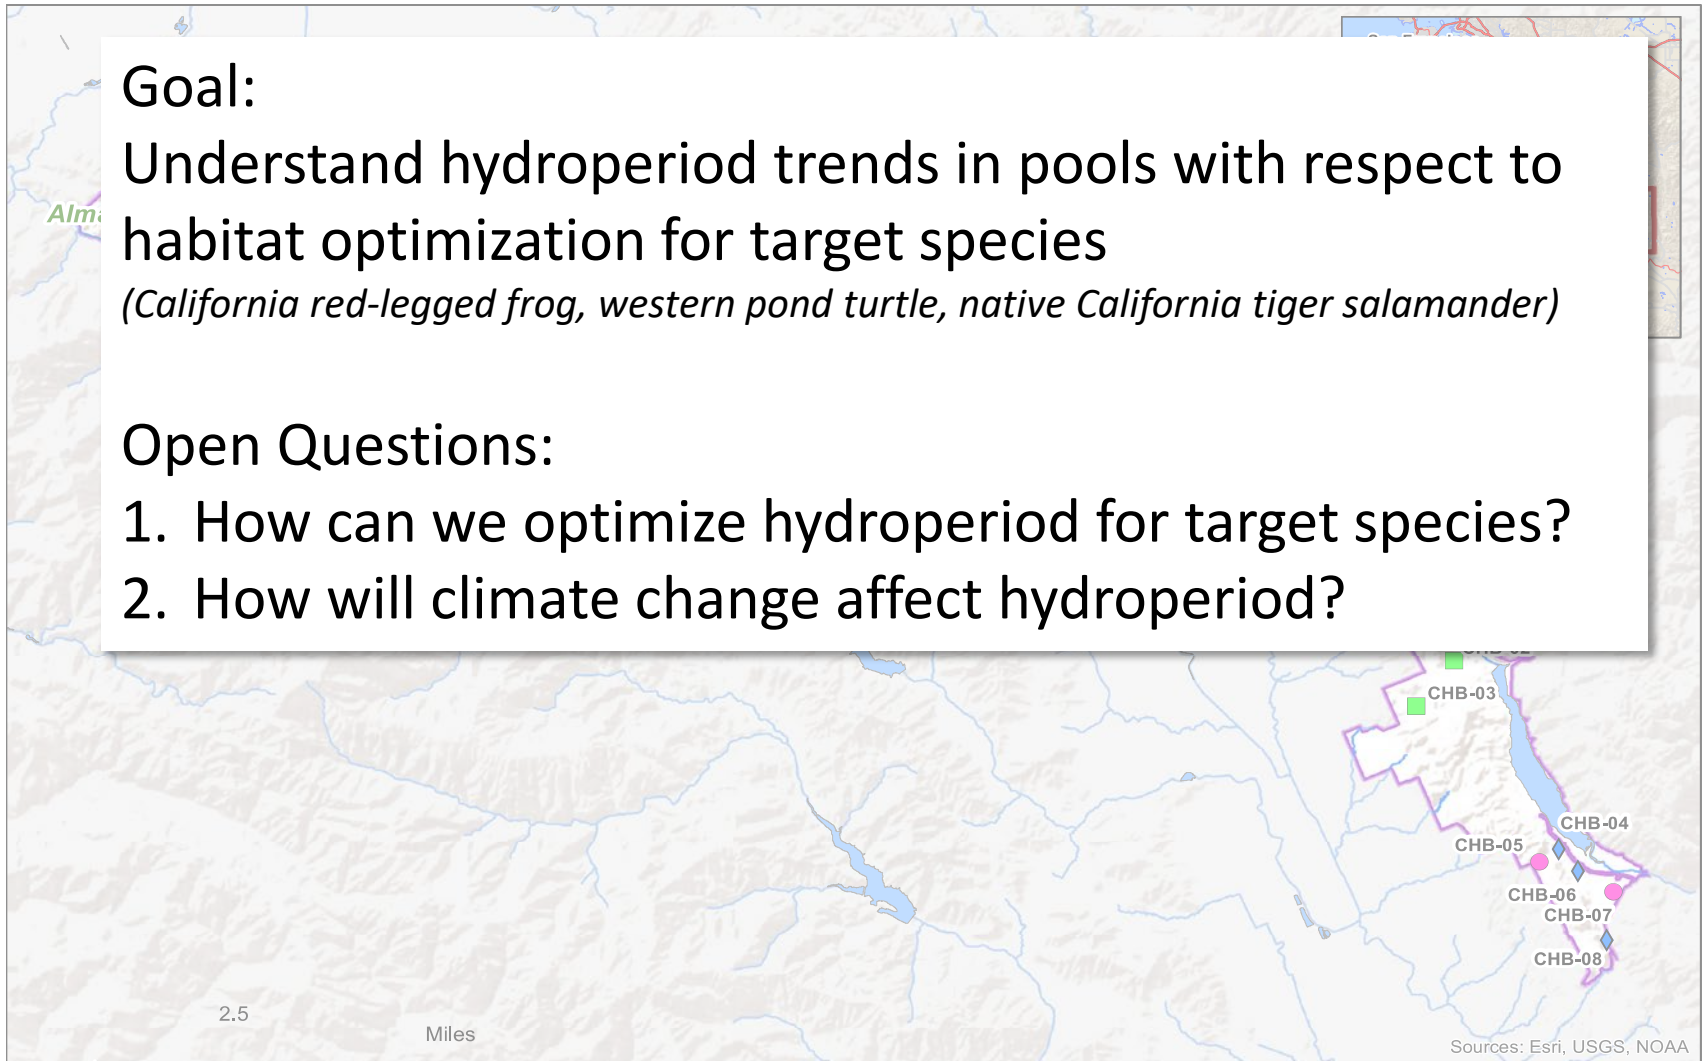 Goal:
Understand hydroperiod trends in pools with respect to
habitat optimization for target species
(California red-legged frog, western pond turtle, native California tiger salamander)
Open Questions:
1. How can we optimize hydroperiod for target species?
2. How will climate change affect hydroperiod?
Alma
CHB-03
CHB-04
CHB-05
CHB-06
CHB-07
CHB-08
2.5
Miles
Sources: Esri, USGS, NOAA